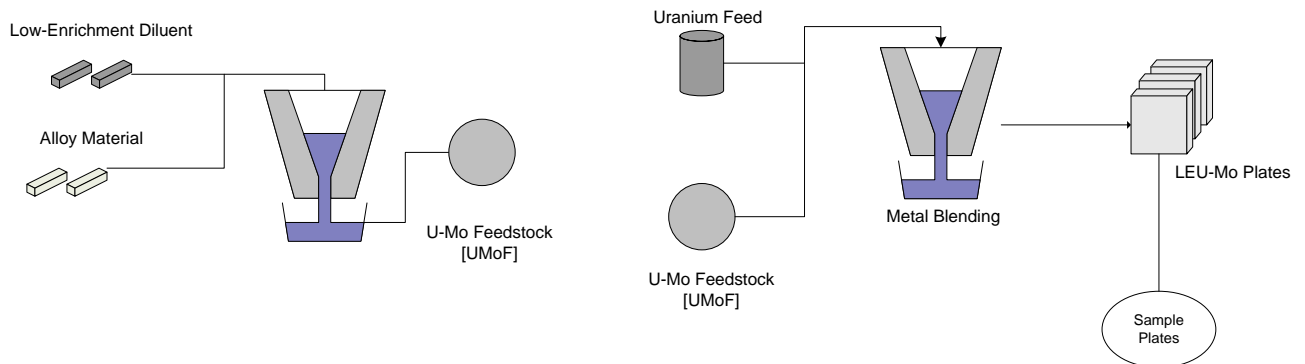 Low-Enrichment Diluent
Alloy Material
U-Mo Feedstock
[UMoF]
Uranium Feed
U-Mo Feedstock
[UMoF]
Metal Blending
LEU-Mo Plates
Sample
Plates